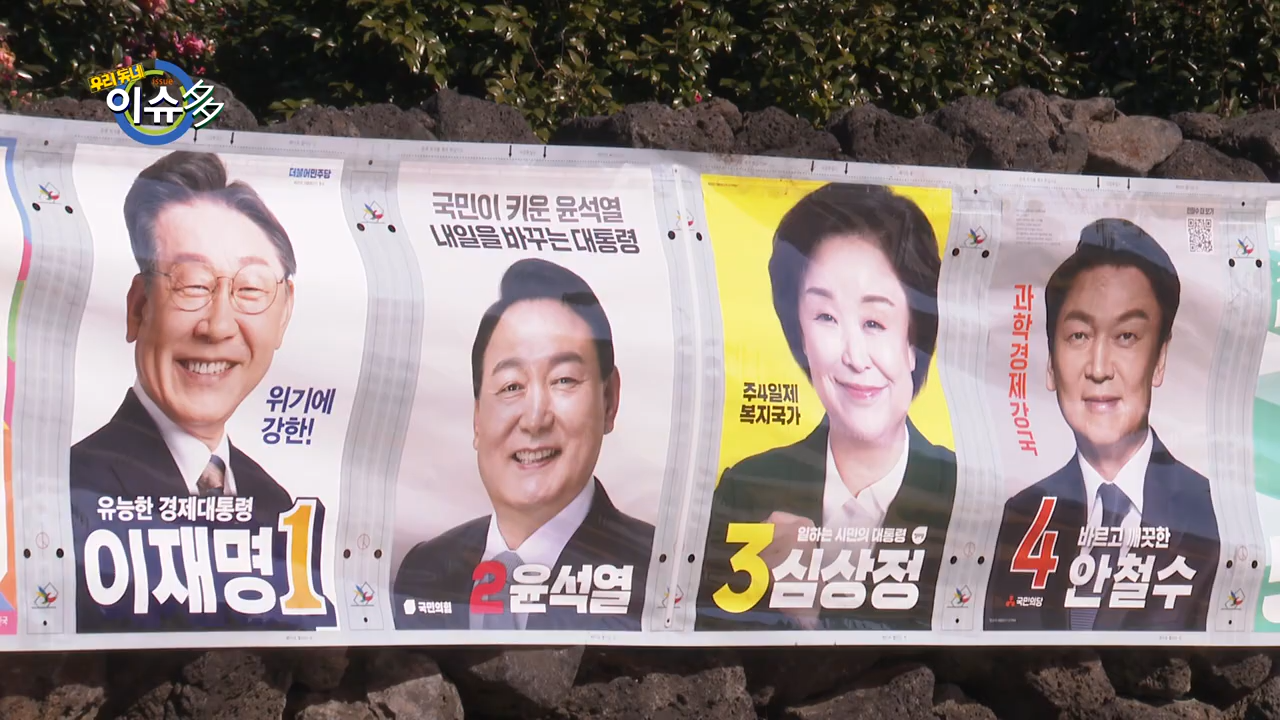 우리 동네
issue
이슈多
더불어민주당
위기에
강한!
유능한 경제대통령
이재명 1
국민이 키운 윤석열
내일을 바꾸는 대통령
2 윤석열
국민의힘
주4일제
복지국가
일하는 시민의 대통령
3 심상정
과학경제강국
4
바르고 깨끗한
안철수
국민의당